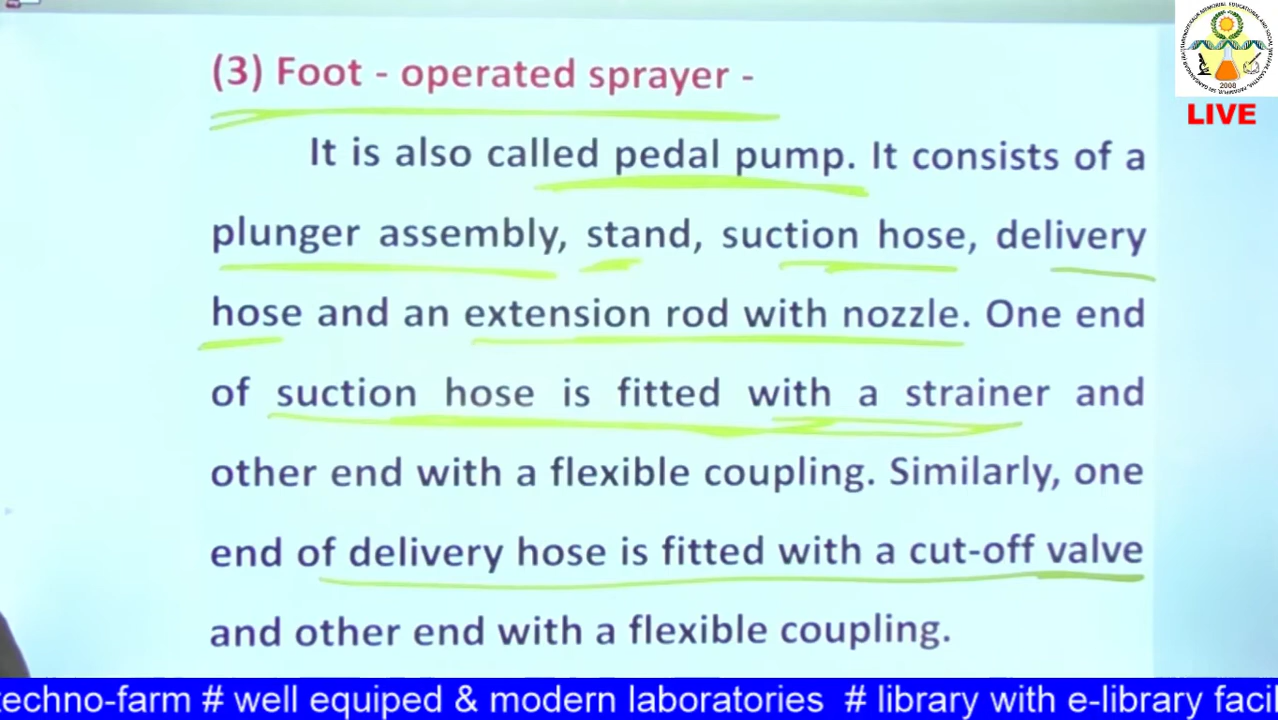 (3) Foot - operated sprayer -
It is also called pedal pump. It consists of a
plunger assembly, stand, suction hose, delivery
hose and an extension rod with nozzle. One end
of suction hose is fitted with a strainer and
other end with a flexible coupling. Similarly, one
end of delivery hose is fitted with a cut-off valve
and other end with a flexible coupling.
2008
LIVE
techno-farm # well equiped & modern laboratories # library with e-library facil